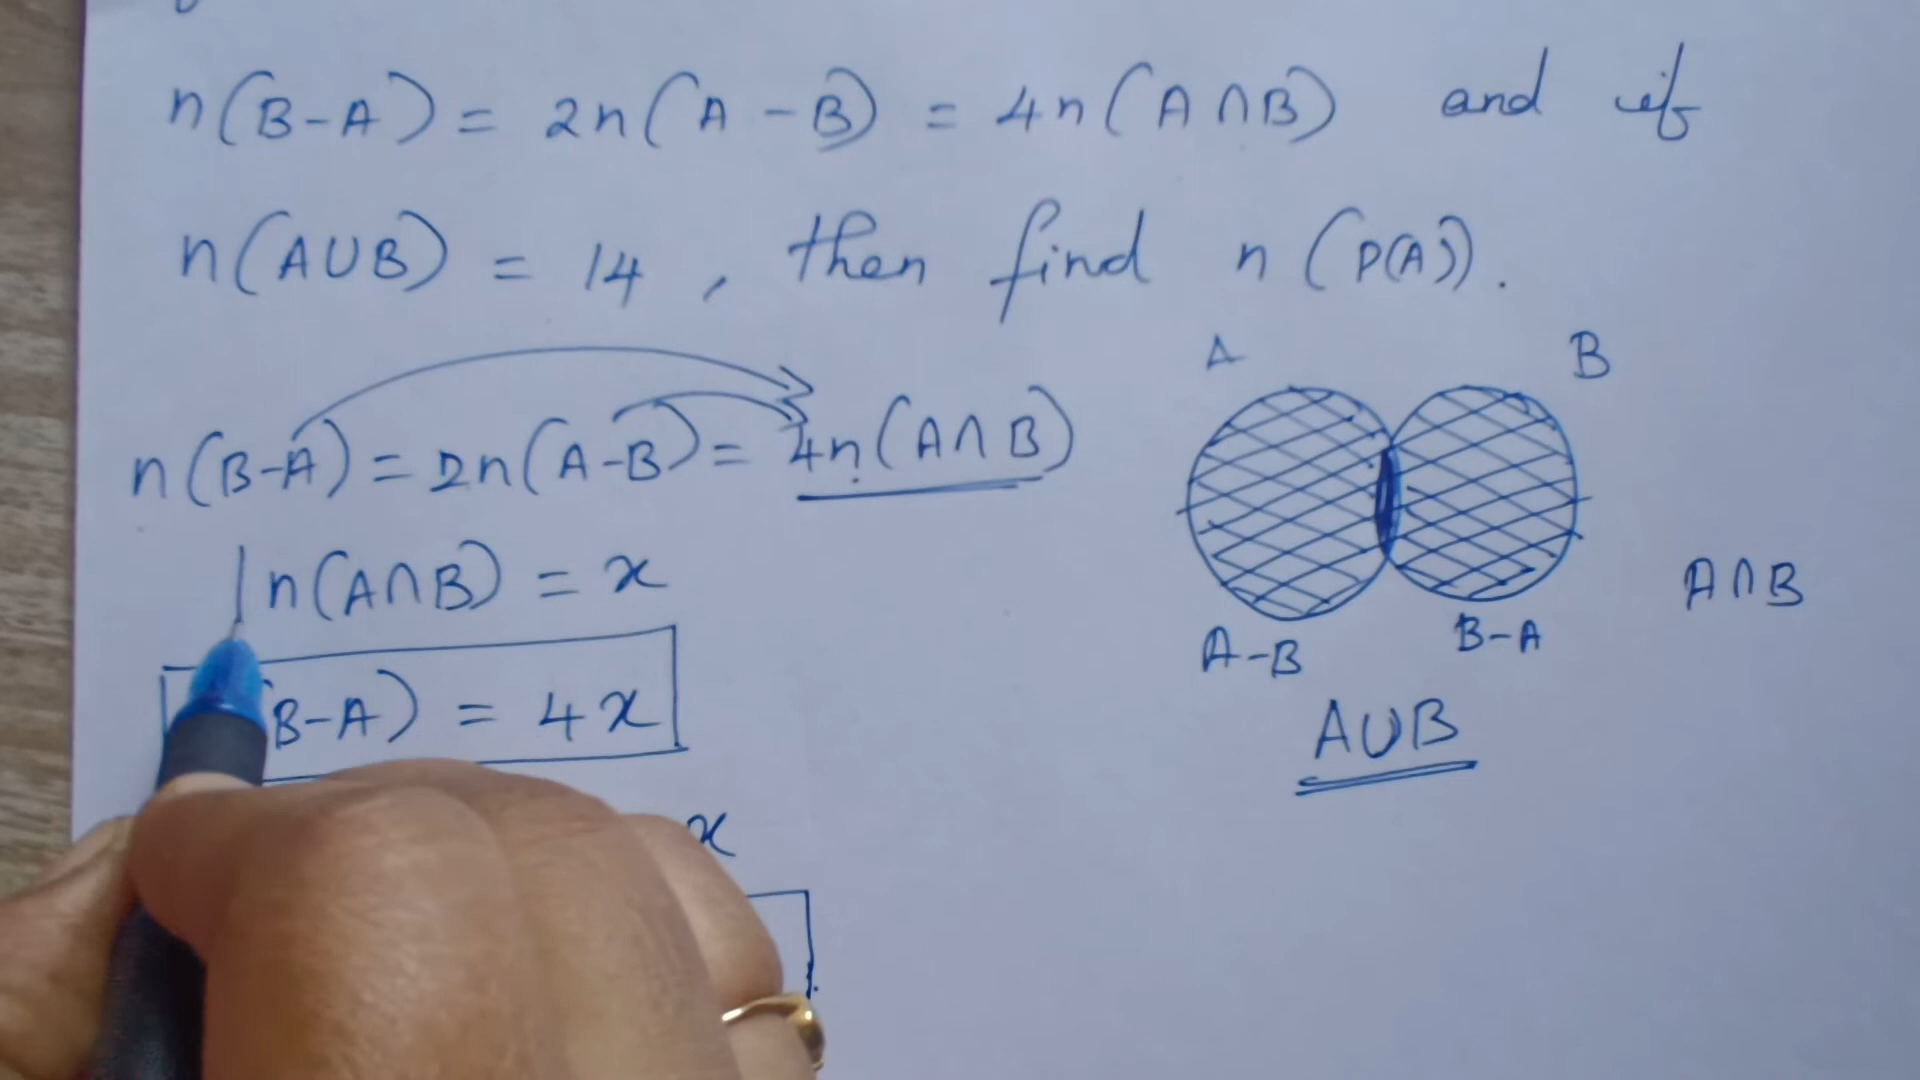 n(B-A) = 2n(A-B) = 4n(A∩B) and if
n(A∪B) = 14, then find n(P(A)).
n(B-A) = 2n(A-B) = 4n(A∩B)
n(A∩B) = x
(B-A) = 4x
x
A
B
A-B
B-A
A∩B
A∪B